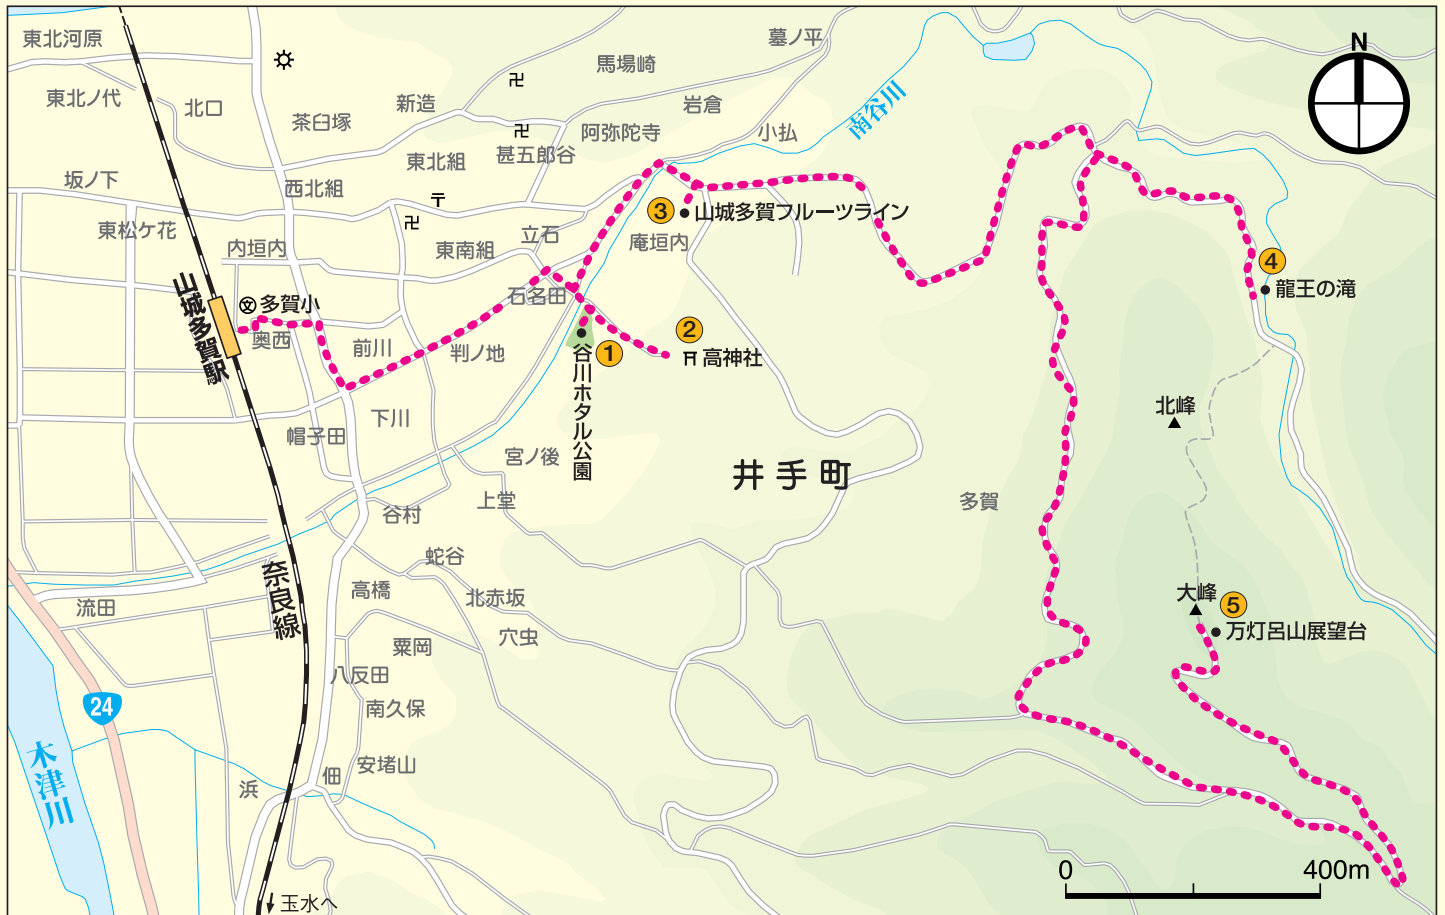 東北河原
墓ノ平
N
馬場崎
東北ノ代
北口
新造
岩倉
南谷川
茶臼塚
阿弥陀寺
小払
甚五郎谷
東北組
坂ノ下
西北組
〒
3
山城多賀フルーツライン
東松ケ花
立石
庵垣内
内垣内
東南組
4
龍王の滝
石名田
文
多賀小
山城多賀駅
奥西
前川
判ノ地
1
2
高神社
谷川ホタル公園
北峰
下川
帽子田
宮ノ後
井手町
上堂
多賀
谷村
蛇谷
奈良線
高橋
北赤坂
大峰
5
流田
穴虫
万灯呂山展望台
粟岡
八反田
24
南久保
木津川
安堵山
佃
浜
0
400m
玉水へ